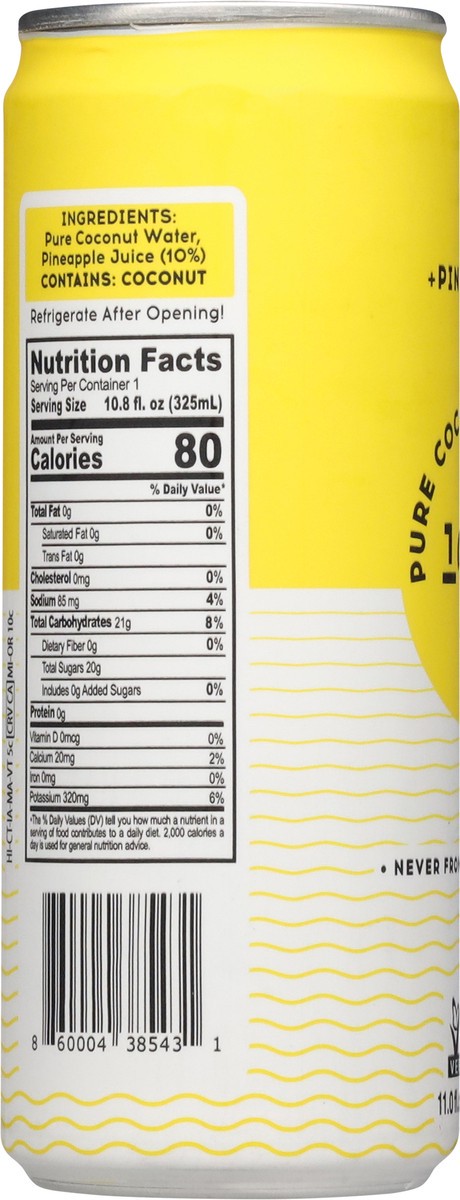 INGREDIENTS:
Pure Coconut Water,
Pineapple Juice (10%)
CONTAINS: COCONUT
Refrigerate After Opening!
Nutrition Facts
Serving Per Container 1
Serving Size 10.8 fl. oz (325mL)
Amount Per Serving
Calories 80
% Daily Value*
Total Fat 0g 0%
Saturated Fat 0g 0%
Trans Fat 0g
Cholesterol 0mg 0%
Sodium 85 mg 4%
Total Carbohydrates 21g 8%
Dietary Fiber 0g 0%
Total Sugars 20g
Includes 0g Added Sugars 0%
Protein 0g
Vitamin D 0mcg 0%
Calcium 20mg 2%
Iron 0mg 0%
Potassium 320mg 6%
*The % Daily Values (DV) tell you how much a nutrient in a
serving of food contributes to a daily diet. 2,000 calories a
day is used for general nutrition advice.
HI-CT-IA-MA-VT 5c [CRV CA] MI-OR 10c
8 60004 38543 1
+PIN
PURE COC
• NEVER FRO
11.0 fl.